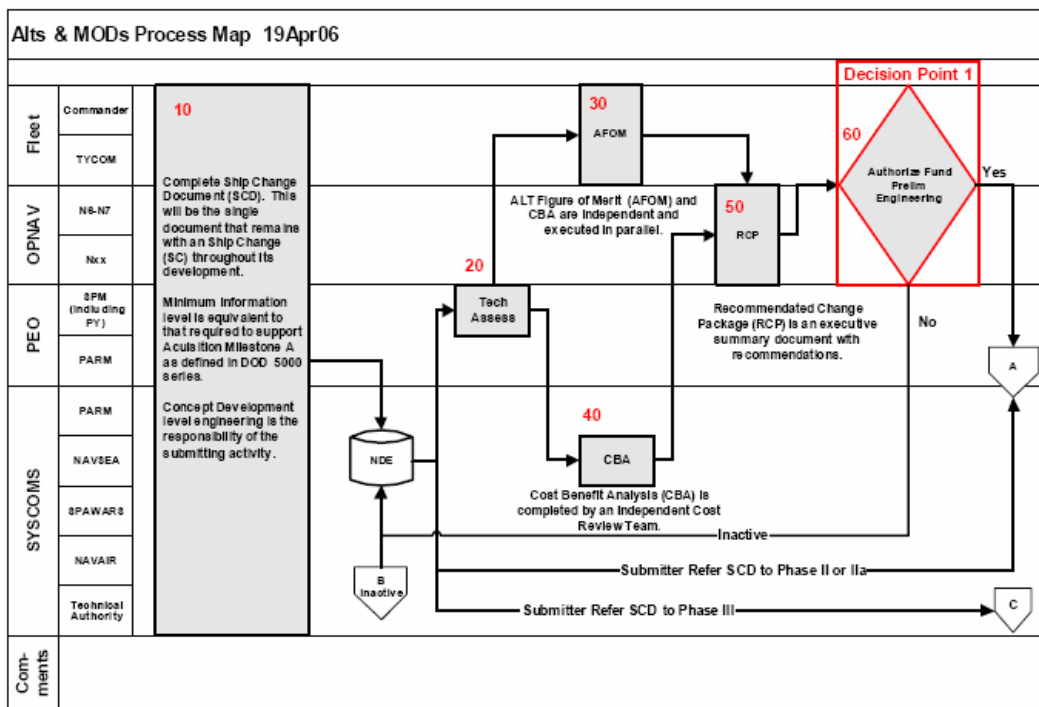 Alts & MODs Process Map 19Apr06
Decision Point 1
Fleet
Commander
TYCOM
OPNAV
N6-N7
Nxx
PEO
SPM
(Including
PY)
PARM
SYSCOMS
PARM
NAVSEA
SPAWARS
NAVAIR
Technical
Authority
Com-
ments
10
Complete Ship Change
Document (SCD). This
will be the single
document that remains
with an Ship Change
(SC) throughout its
development.
Minimum Information
level is equivalent to
that required to support
Acuisition Milestone A
as defined in DOD 5000
series.
Concept Development
level engineering is the
responsibility of the
submitting activity.
NDE
B
Inactive
20
Tech
Assess
30
AFOM
ALT Figure of Merit (AFOM) and
CBA are Independent and
executed in parallel.
40
CBA
Cost Benefit Analysis (CBA) is
completed by an Independent Cost
Review Team.
50
RCP
Recommended Change
Package (RCP) is an executive
summary document with
recommendations.
60
Authorize Fund
Prelim
Engineering
Yes
No
A
Inactive
Submitter Refer SCD to Phase II or IIa
Submitter Refer SCD to Phase III
C